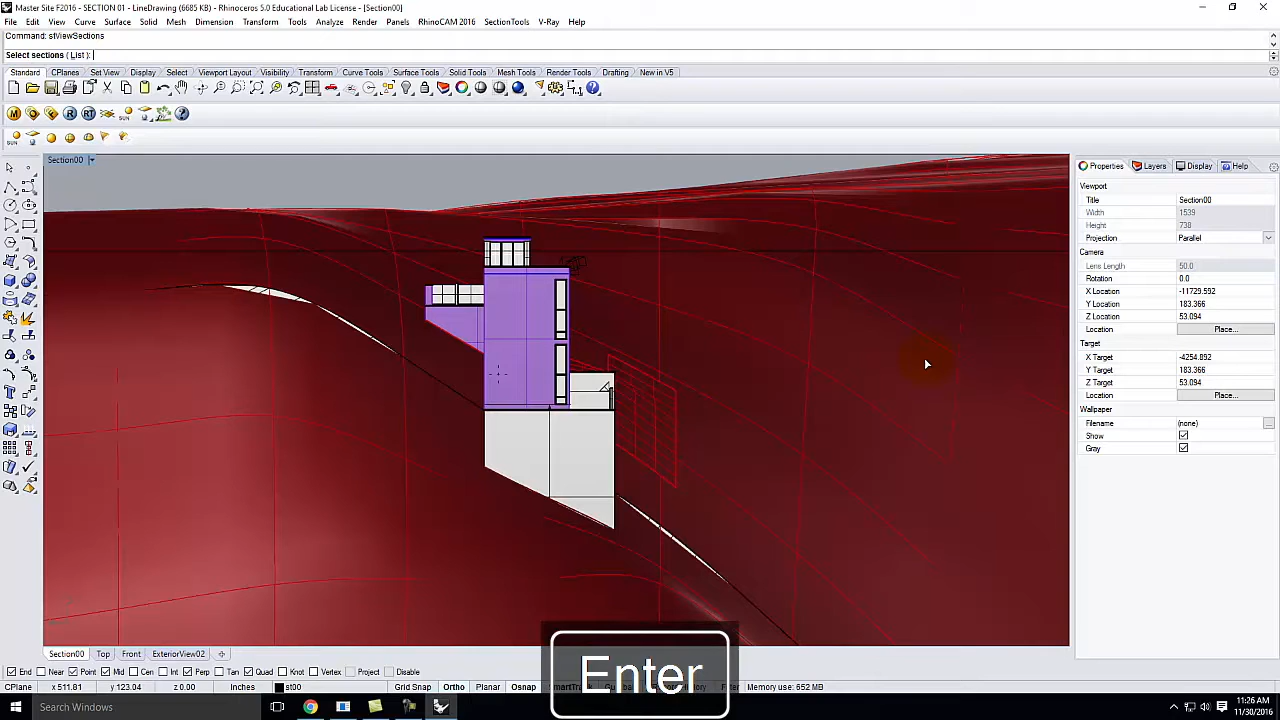 Master Site F2016 - SECTION 01 - LineDrawing (6685 KB) - Rhinoceros 5.0 Educational Lab License - [Section00]
File Edit View Curve Surface Solid Mesh Dimension Transform Tools Analyze Render Panels RhinoCAM 2016 SectionTools V-Ray Help
Command: stViewSections
Select sections ( List ):
Standard CPlanes Set View Display Select Viewport Layout Visibility Transform Curve Tools Surface Tools Solid Tools Mesh Tools Render Tools Drafting New in V5
M R RT SUN
SUN
Section00
Properties Layers Display Help
Viewport
Title Section00
Width 1539
Height 738
Projection Parallel
Camera
Lens Length 50.0
Rotation 0.0
X Location -11729.592
Y Location 183.366
Z Location 53.094
Location Place...
Target
X Target -4254.892
Y Target 183.366
Z Target 53.094
Location Place...
Wallpaper
Filename (none) ...
Show
Gray
Section00 Top Front ExteriorView02
End Near Point Mid Cen Int Perp Tan Quad Knot Vertex Project Disable
CPlane x 511.81 y 123.04 z 0.00 Inches st00 Grid Snap Ortho Planar Osnap Memory use: 652 MB
Enter
Search Windows
11:26 AM
11/30/2016